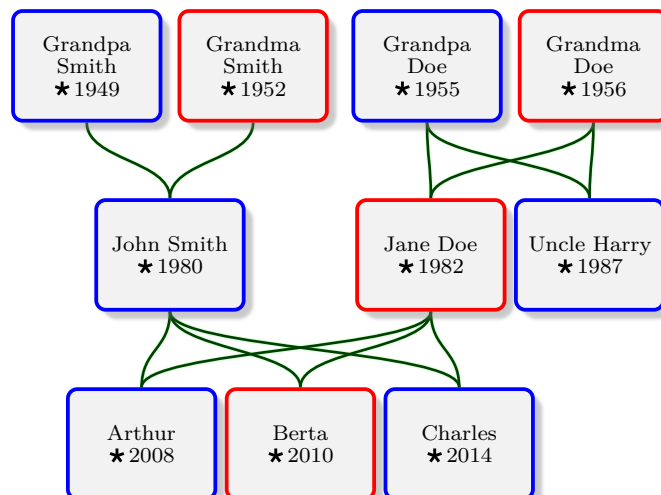 Grandpa
Smith
★1949
Grandma
Smith
★1952
Grandpa
Doe
★1955
Grandma
Doe
★1956
John Smith
★1980
Jane Doe
★1982
Uncle Harry
★1987
Arthur
★2008
Berta
★2010
Charles
★2014